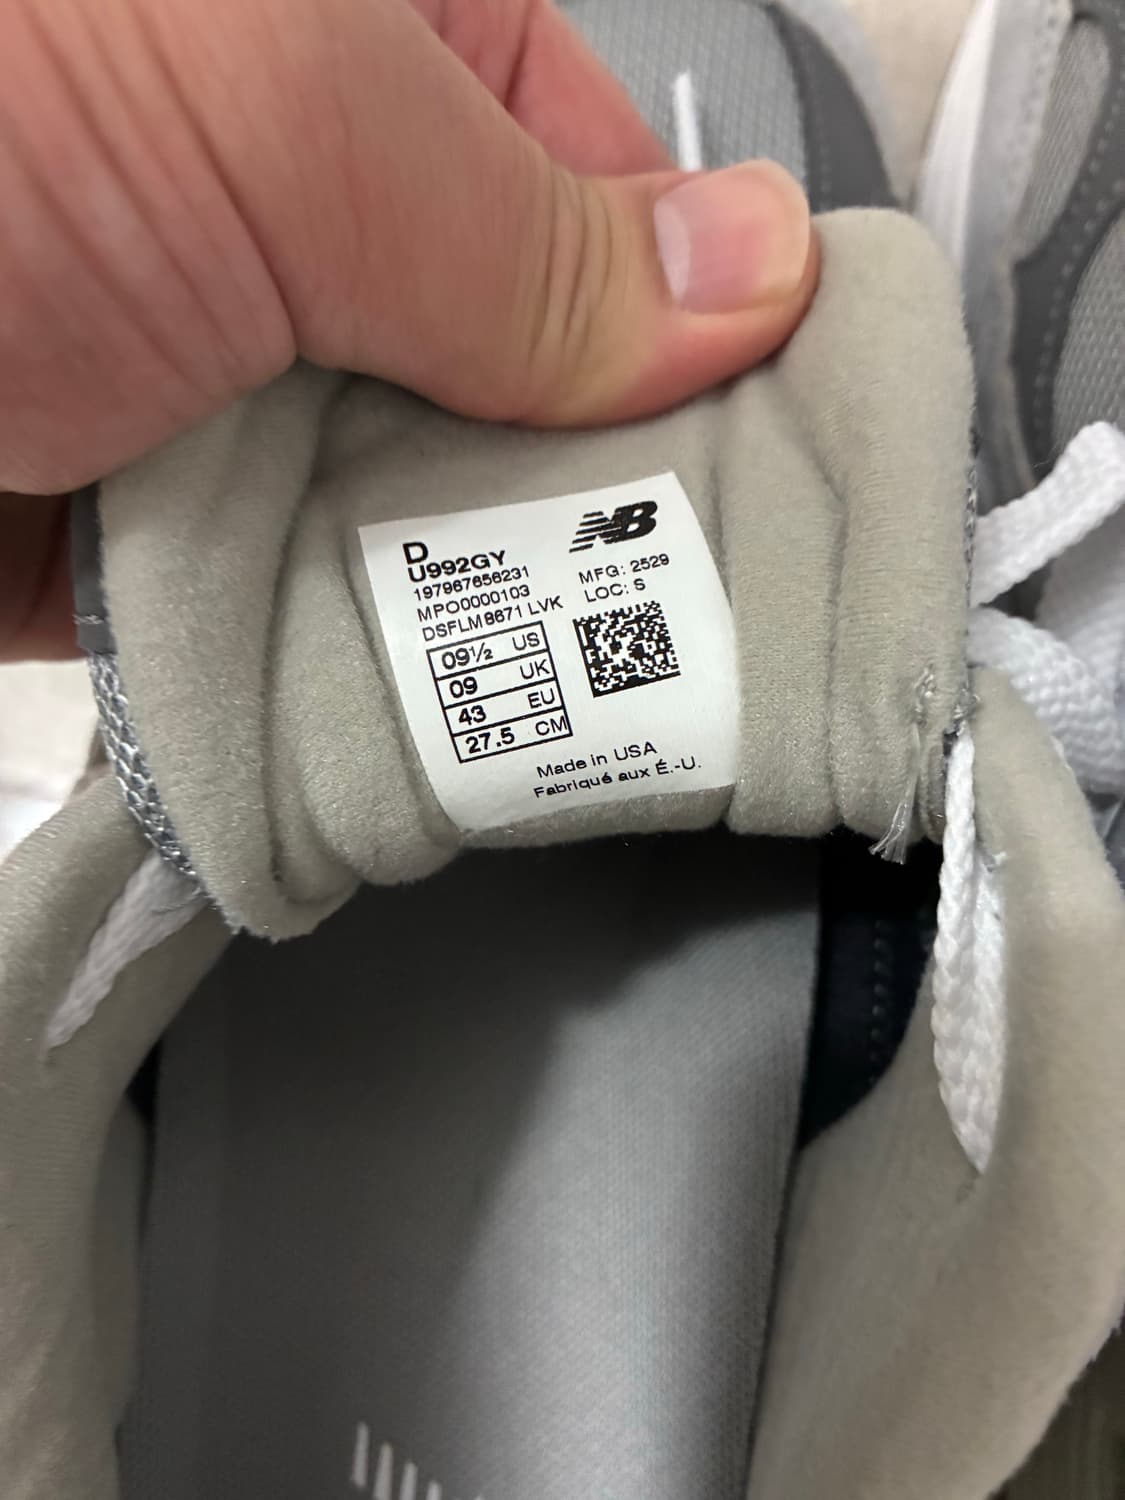 NB
D
U992GY
197967656231
MPO0000103
DSFLM8671 LVK
MFG: 2529
LOC: S
09½ US
09 UK
43 EU
27.5 CM
Made in USA
Fabriqué aux É.-U.